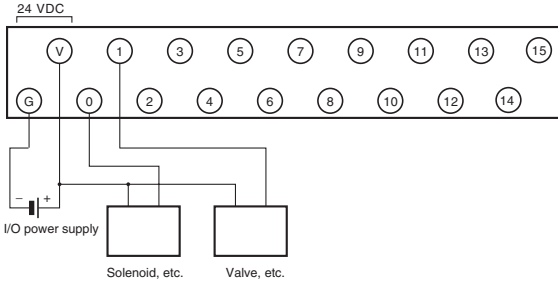 24 VDC
V 1 3 5 7 9 11 13 15
G 0 2 4 6 8 10 12 14
− +
I/O power supply
Solenoid, etc. Valve, etc.